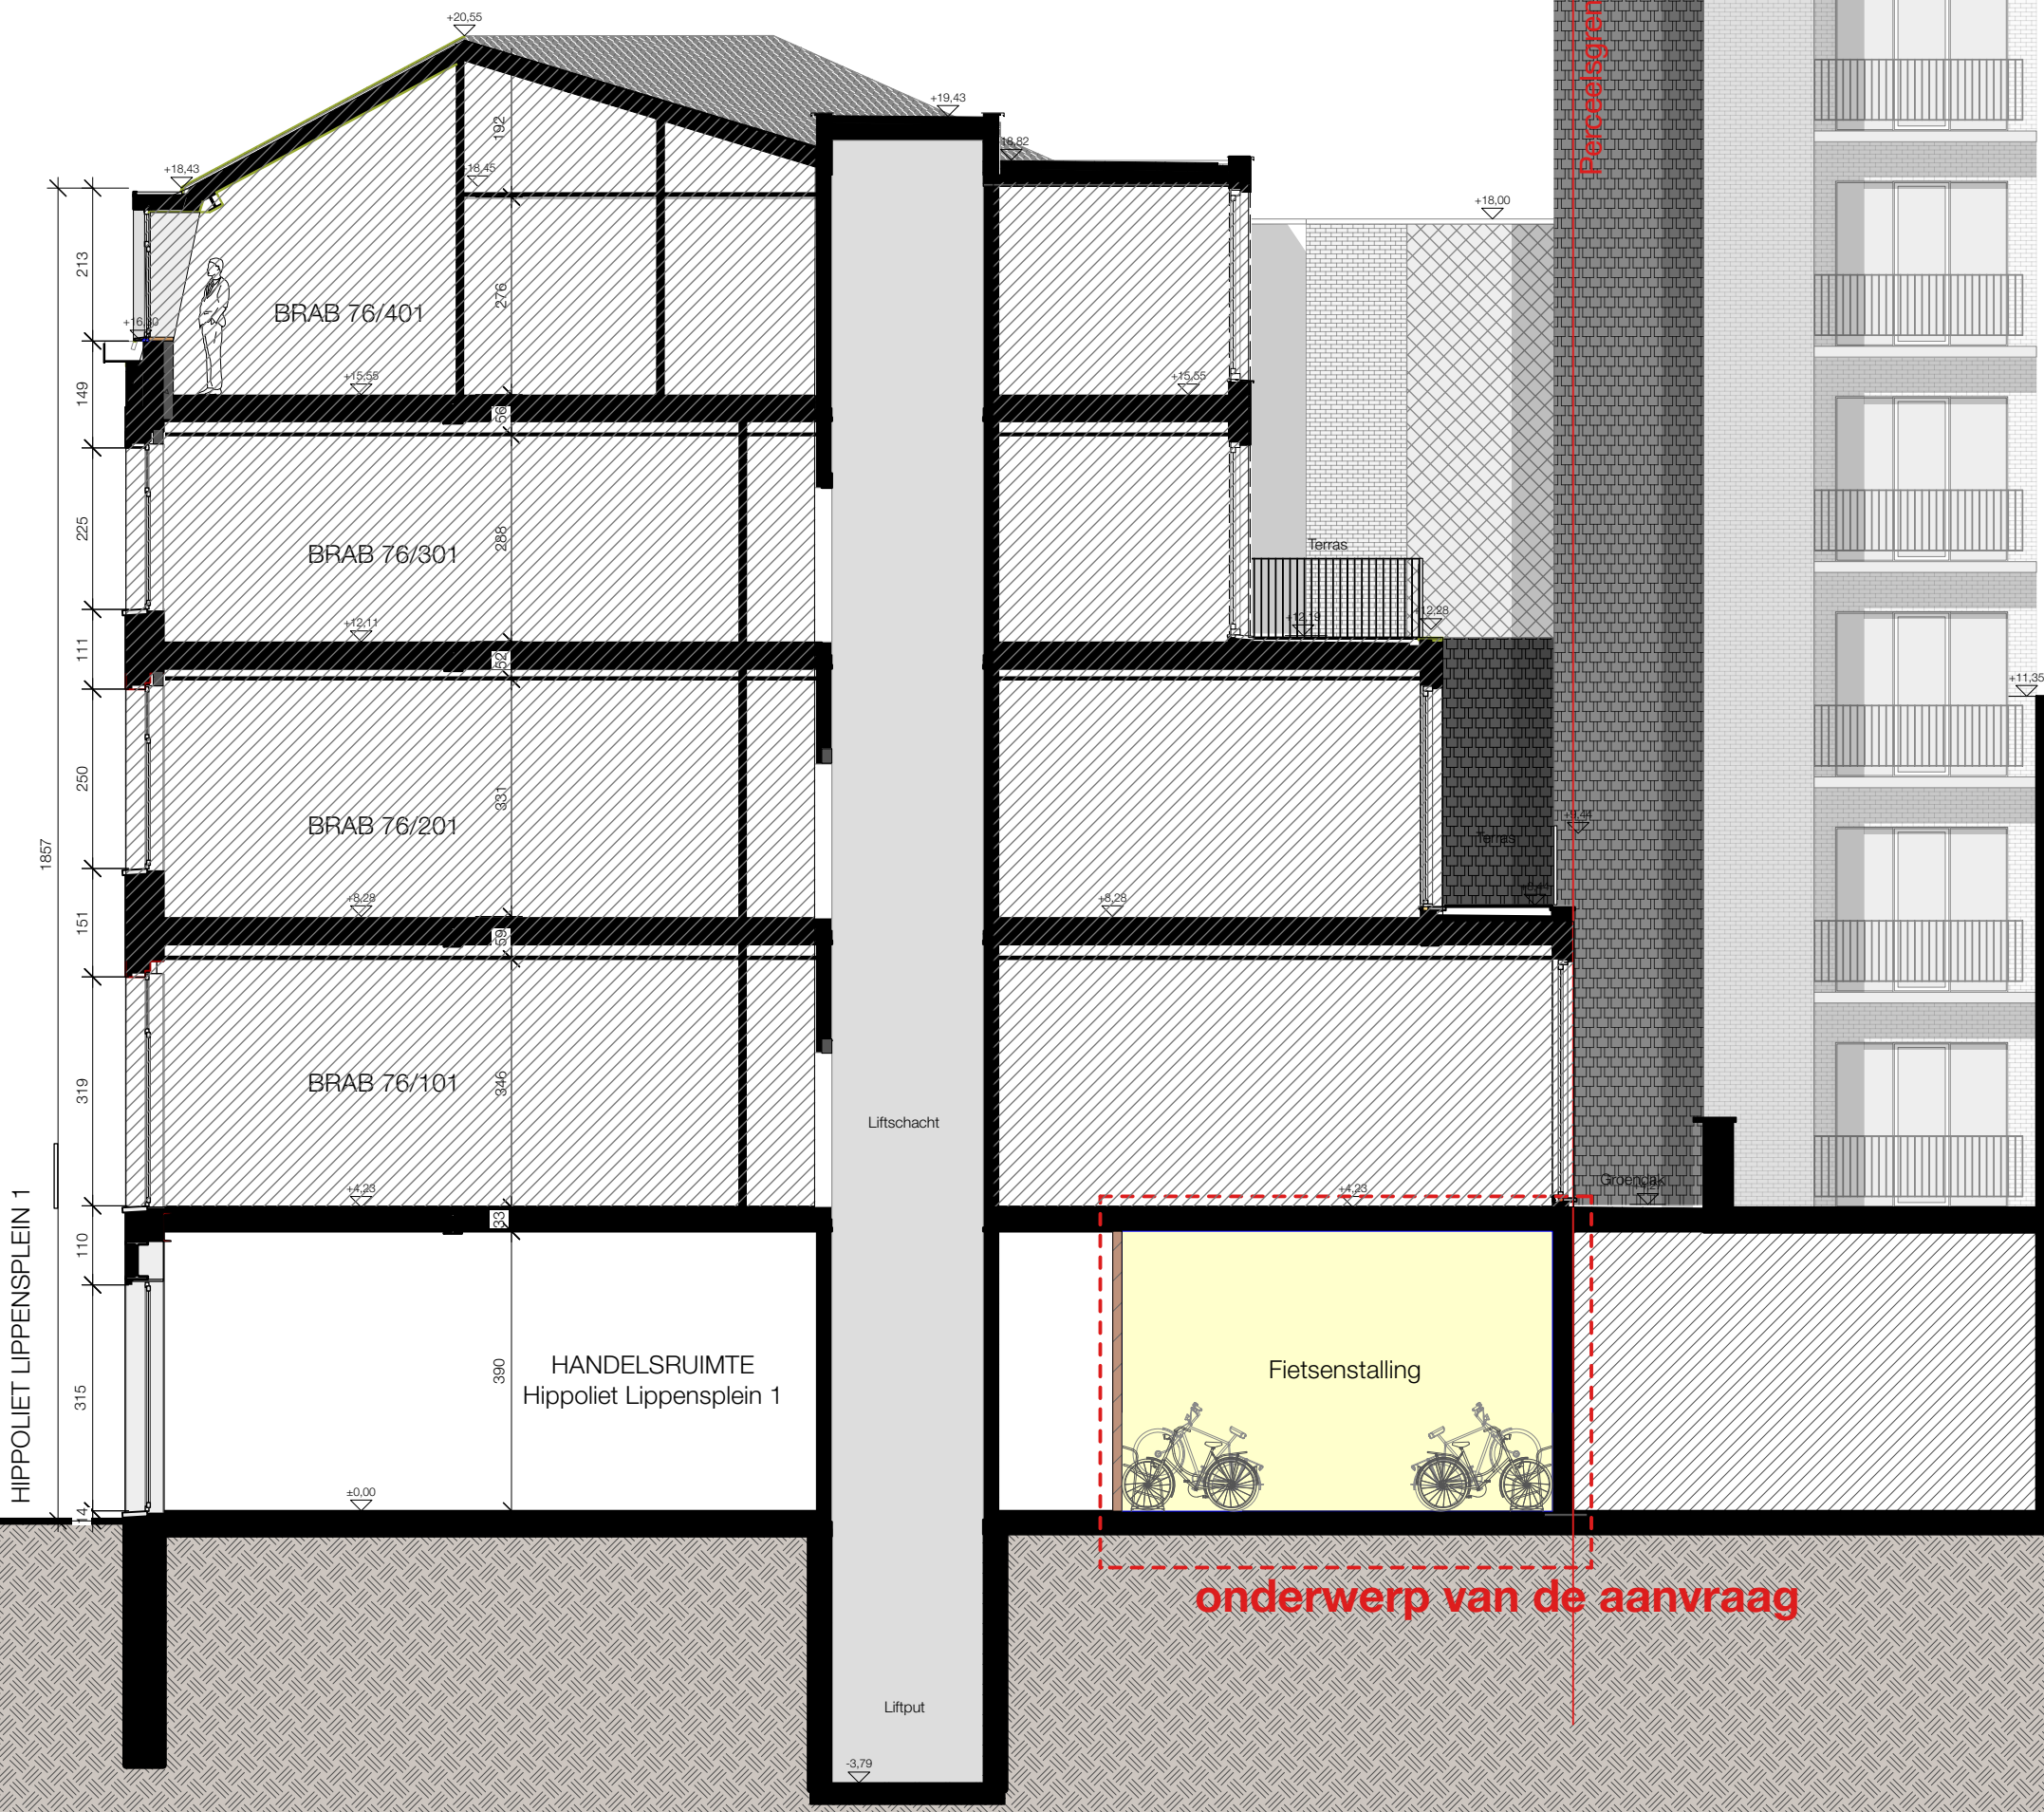 +20,55
Perceelsgren
+19,43
192
18,82
+18,43
18,45
+18,00
213
276
BRAB 76/401
+15,55
+15,55
149
56
225
288
BRAB 76/301
Terras
+12,11
+12,19
+12,28
111
52
+11,35
250
331
BRAB 76/201
+9,44
Terras
1857
+8,28
+8,28
151
59
319
346
BRAB 76/101
Liftschacht
+4,23
+4,23
Groendak
33
110
HIPPOLIET LIPPENSPLEIN 1
315
390
HANDELSRUIMTE
Hippoliet Lippensplein 1
Fietsenstalling
±0,00
14
onderwerp van de aanvraag
Liftput
-3,79